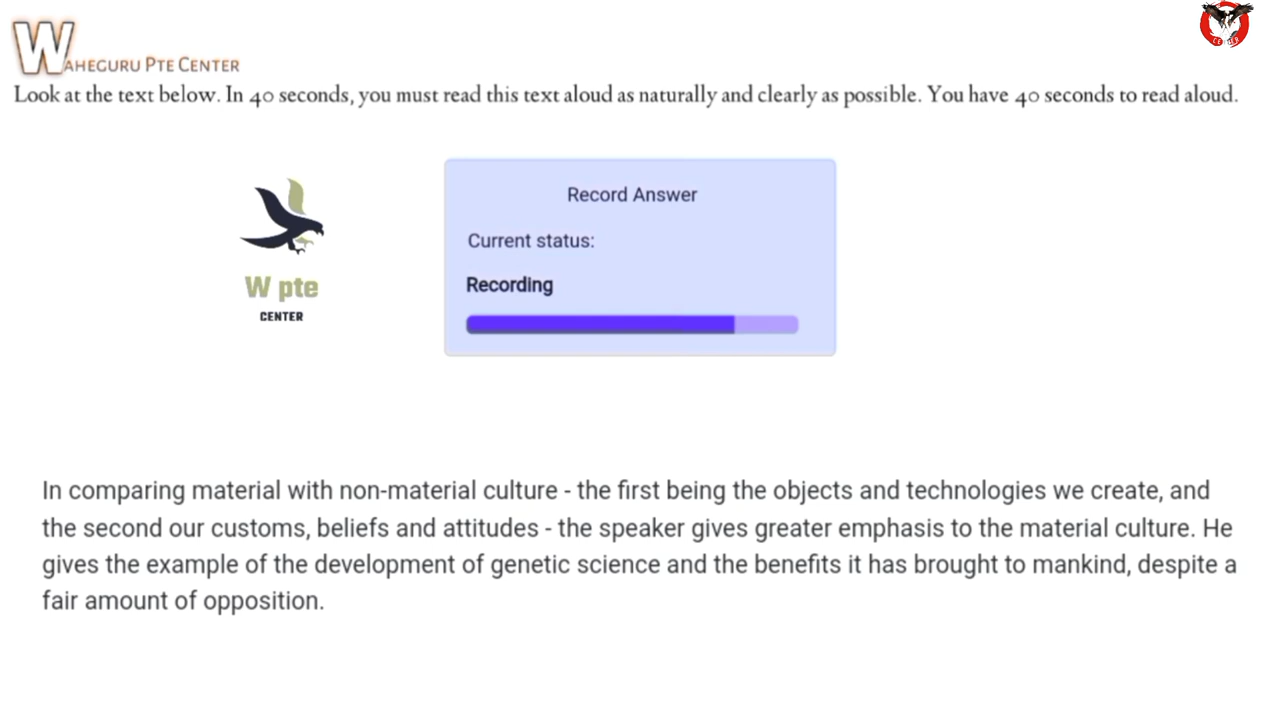 WAHEGURU PTE CENTER
Look at the text below. In 40 seconds, you must read this text aloud as naturally and clearly as possible. You have 40 seconds to read aloud.
Record Answer
Current status:
Recording
W pte
CENTER
In comparing material with non-material culture - the first being the objects and technologies we create, and
the second our customs, beliefs and attitudes - the speaker gives greater emphasis to the material culture. He
gives the example of the development of genetic science and the benefits it has brought to mankind, despite a
fair amount of opposition.